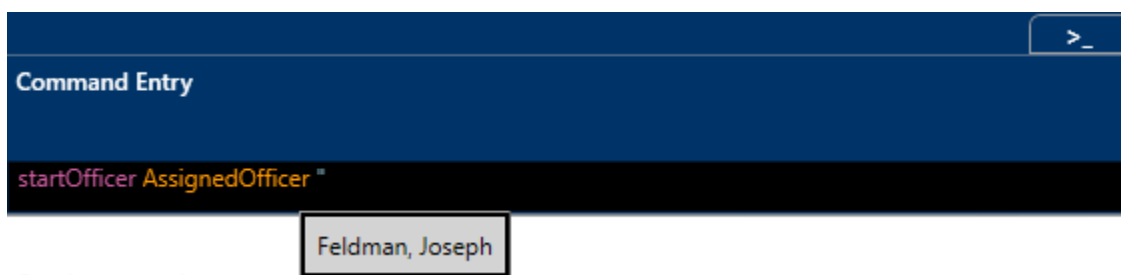 >_
Command Entry
startOfficer AssignedOfficer "
Feldman, Joseph